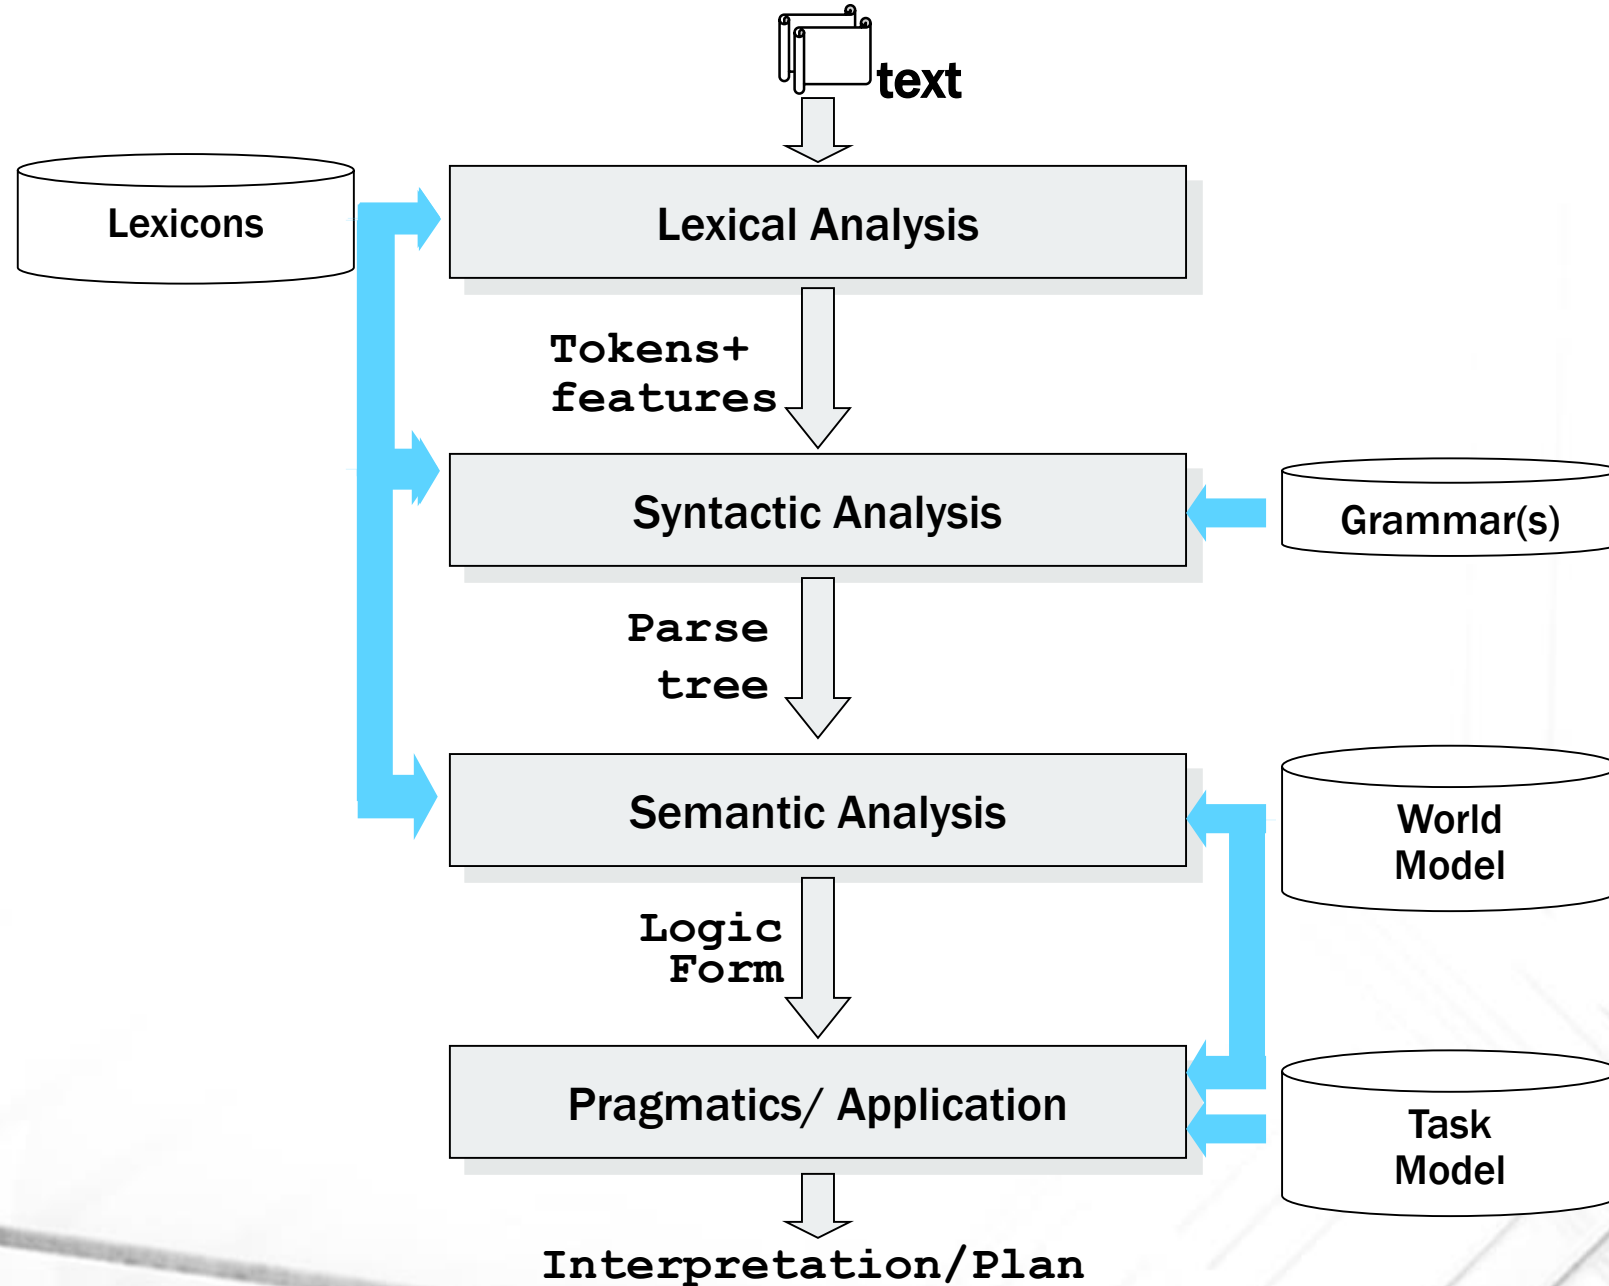 text
Lexicons
Lexical Analysis
Tokens+
features
Syntactic Analysis
Grammar(s)
Parse
tree
Semantic Analysis
World
Model
Logic
Form
Pragmatics/ Application
Task
Model
Interpretation/Plan